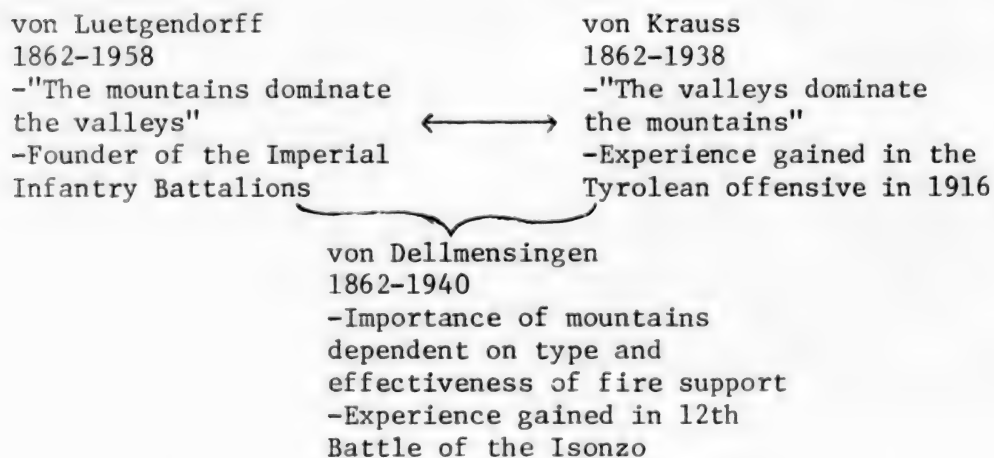 von Luetgendorff
1862-1958
-"The mountains dominate
the valleys"
-Founder of the Imperial
Infantry Battalions
von Krauss
1862-1938
-"The valleys dominate
the mountains"
-Experience gained in the
Tyrolean offensive in 1916
von Dellmensingen
1862-1940
-Importance of mountains
dependent on type and
effectiveness of fire support
-Experience gained in 12th
Battle of the Isonzo